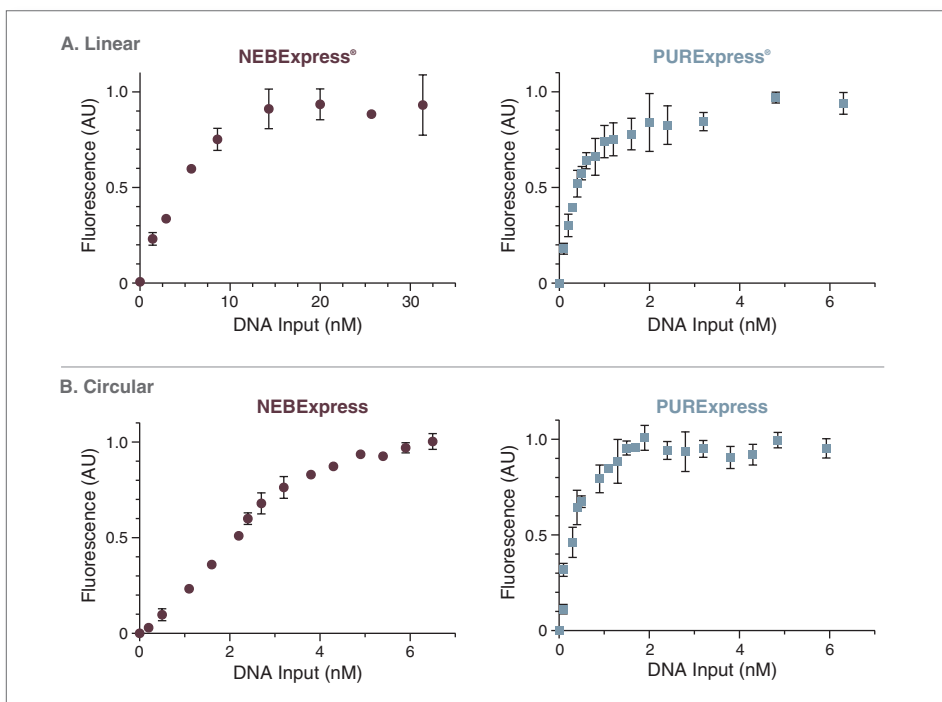 A. Linear
NEBExpress®
PURExpress®
Fluorescence (AU)
1.0
0.5
0
0
10
20
30
DNA Input (nM)
Fluorescence (AU)
1.0
0.5
0
0
2
4
6
DNA Input (nM)
B. Circular
NEBExpress
PURExpress
Fluorescence (AU)
1.0
0.5
0
0
2
4
6
DNA Input (nM)
Fluorescence (AU)
1.0
0.5
0
0
2
4
6
DNA Input (nM)